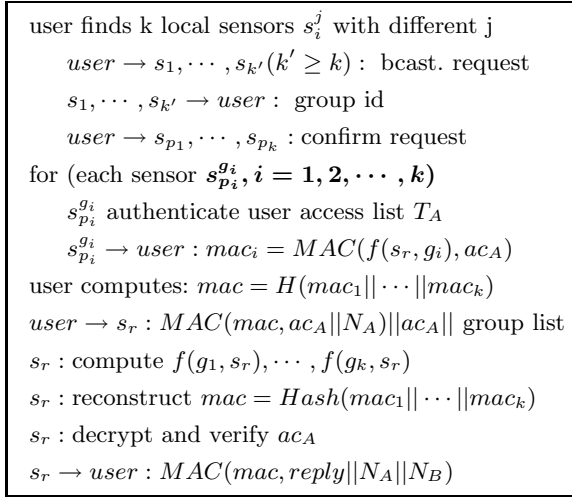 user finds k local sensors $s_i^j$ with different j
$user \rightarrow s_1, \cdots, s_{k'}(k' \geq k) :$ bcast. request
$s_1, \cdots, s_{k'} \rightarrow user :$ group id
$user \rightarrow s_{p_1}, \cdots, s_{p_k} :$ confirm request
for (each sensor $s_{p_i}^{g_i}, i = 1, 2, \cdots, k)$
$s_{p_i}^{g_i}$ authenticate user access list $T_A$
$s_{p_i}^{g_i} \rightarrow user : mac_i = MAC(f(s_r, g_i), ac_A)$
user computes: $mac = H(mac_1||\cdots||mac_k)$
$user \rightarrow s_r : MAC(mac, ac_A||N_A)||ac_A||$ group list
$s_r :$ compute $f(g_1, s_r), \cdots, f(g_k, s_r)$
$s_r :$ reconstruct $mac = Hash(mac_1||\cdots||mac_k)$
$s_r :$ decrypt and verify $ac_A$
$s_r \rightarrow user : MAC(mac, reply||N_A||N_B)$